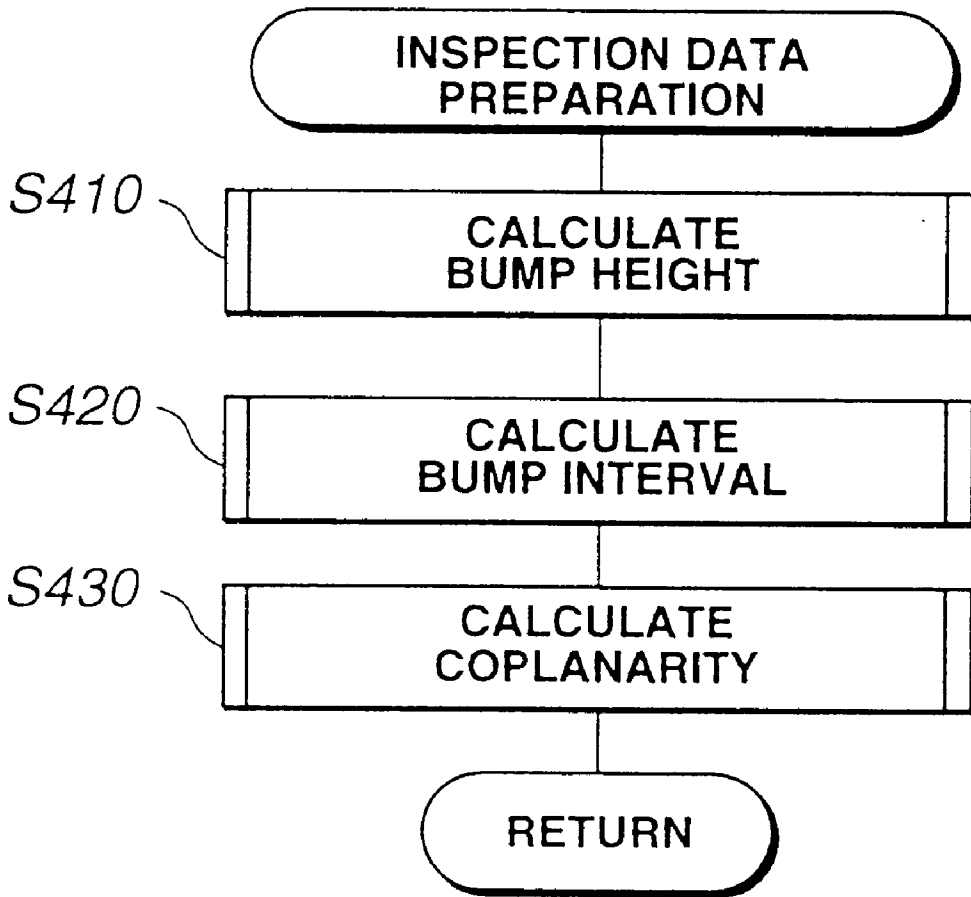 INSPECTION DATA
PREPARATION
S410
CALCULATE
BUMP HEIGHT
S420
CALCULATE
BUMP INTERVAL
S430
CALCULATE
COPLANARITY
RETURN